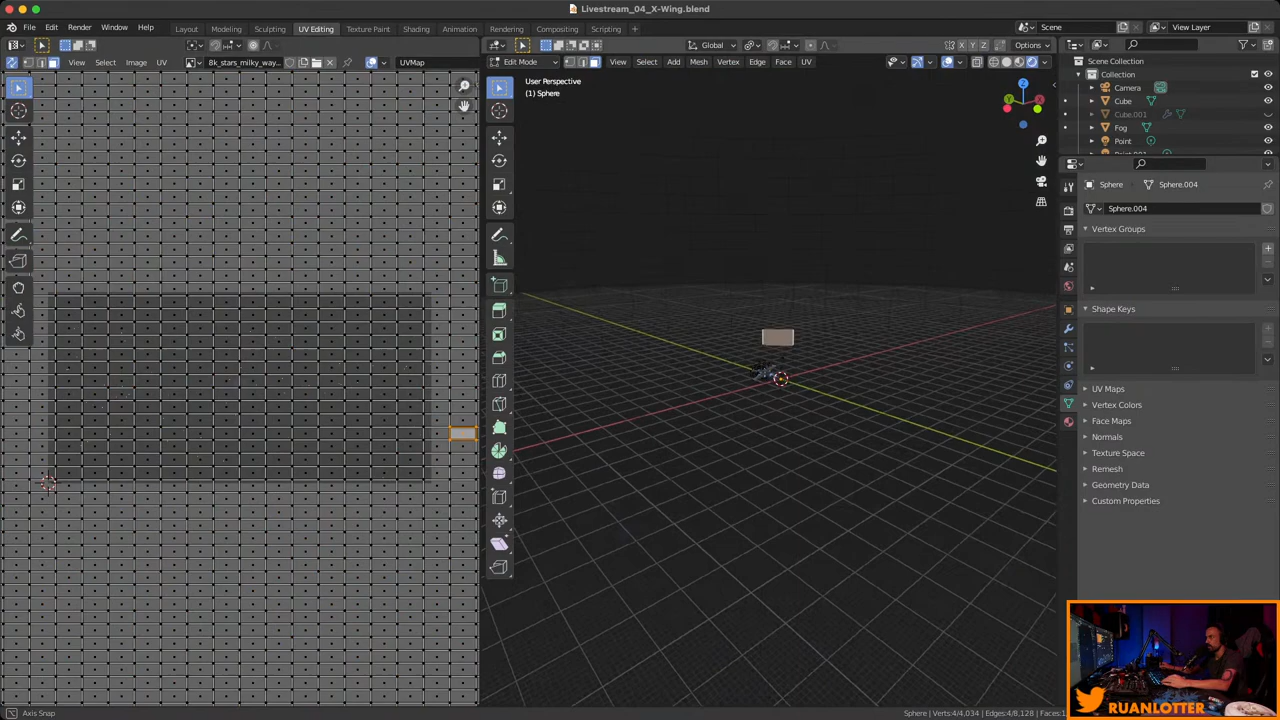 Livestream_04_X-Wing.blend
File Edit Render Window Help
Layout Modeling Sculpting UV Editing Texture Paint Shading Animation Rendering Compositing Scripting
Scene
View Layer
Global
Options
View Select Image UV
8k_stars_milky_way...
UVMap
Edit Mode
View Select Add Mesh Vertex Edge Face UV
User Perspective
(1) Sphere
Scene Collection
Collection
Camera
Cube
Cube.001
Fog
Point
Sphere
Sphere.004
Sphere.004
Vertex Groups
Shape Keys
UV Maps
Vertex Colors
Face Maps
Normals
Texture Space
Remesh
Geometry Data
Custom Properties
RUANLOTTER
Axis Snap
Sphere | Verts:4/4,034 | Edges:4/8,128 | Faces:1